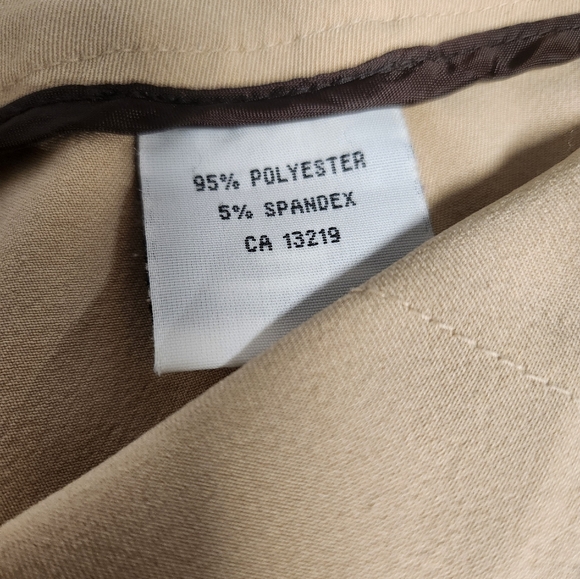 95% POLYESTER
5% SPANDEX
CA 13219